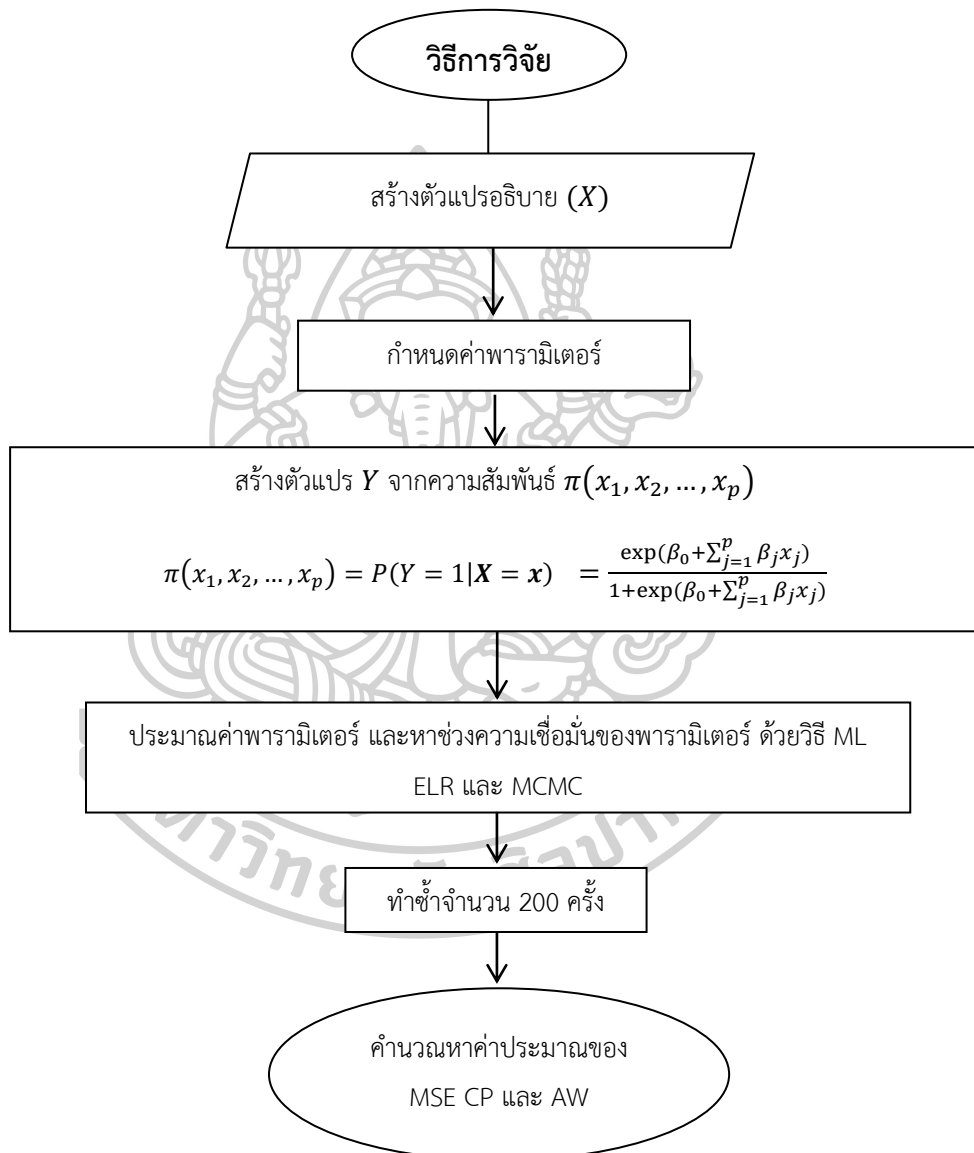 วิธีการวิจัย
สร้างตัวแปรอธิบาย (X)
กำหนดค่าพารามิเตอร์
สร้างตัวแปร Y จากความสัมพันธ์ π(x₁, x₂, …, xₚ)
π(x₁, x₂, …, xₚ) = P(Y = 1|X = x) = exp(β₀+∑ⱼ₌₁ᵖ βⱼxⱼ) / 1+exp(β₀+∑ⱼ₌₁ᵖ βⱼxⱼ)
ประมาณค่าพารามิเตอร์ และหาช่วงความเชื่อมั่นของพารามิเตอร์ ด้วยวิธี ML
ELR และ MCMC
ทำซ้ำจำนวน 200 ครั้ง
คำนวณหาค่าประมาณของ
MSE CP และ AW